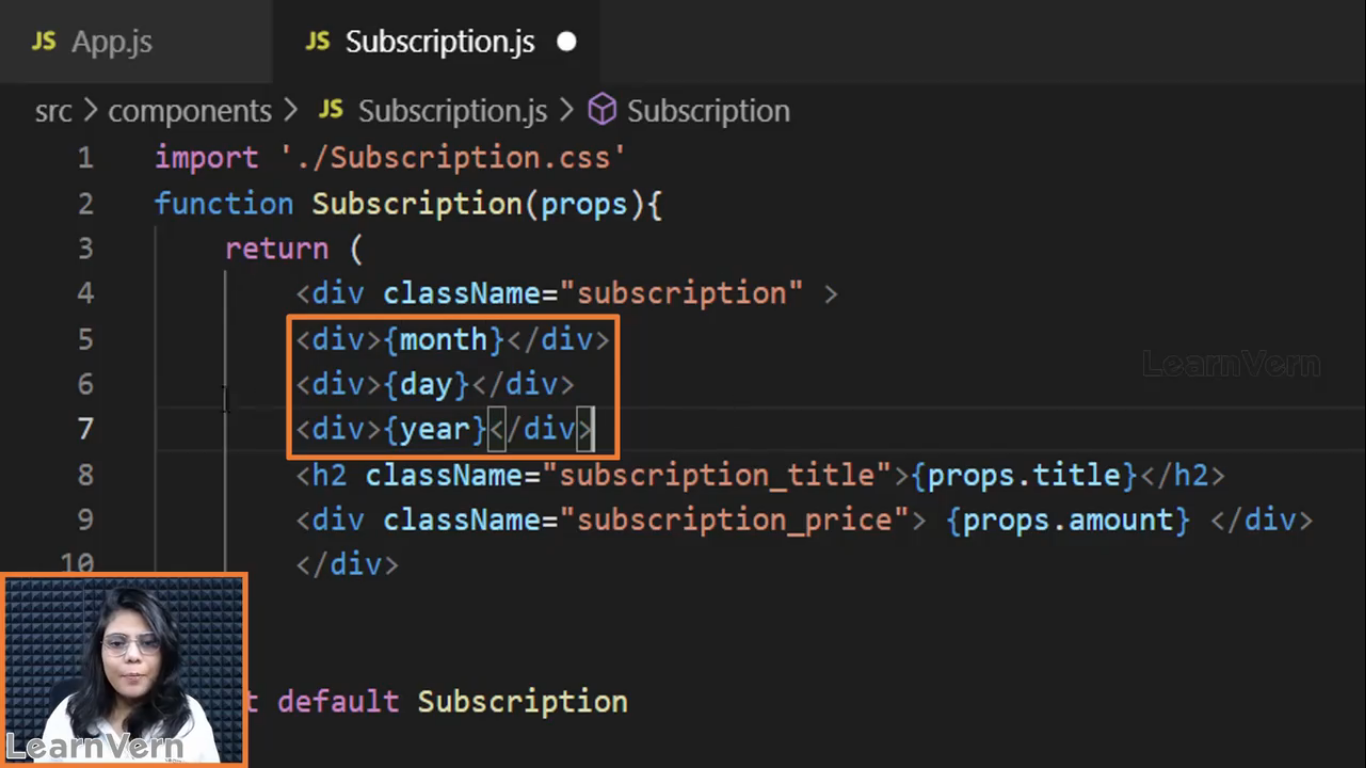 JS App.js JS Subscription.js
src > components > JS Subscription.js > Subscription
1 import './Subscription.css'
2 function Subscription(props){
3 return (
4 <div className="subscription" >
5 <div>{month}</div>
6 <div>{day}</div>
7 <div>{year}</div>
8 <h2 className="subscription_title">{props.title}</h2>
9 <div className="subscription_price"> {props.amount} </div>
10 </div>
t default Subscription
LearnVern
LearnVern